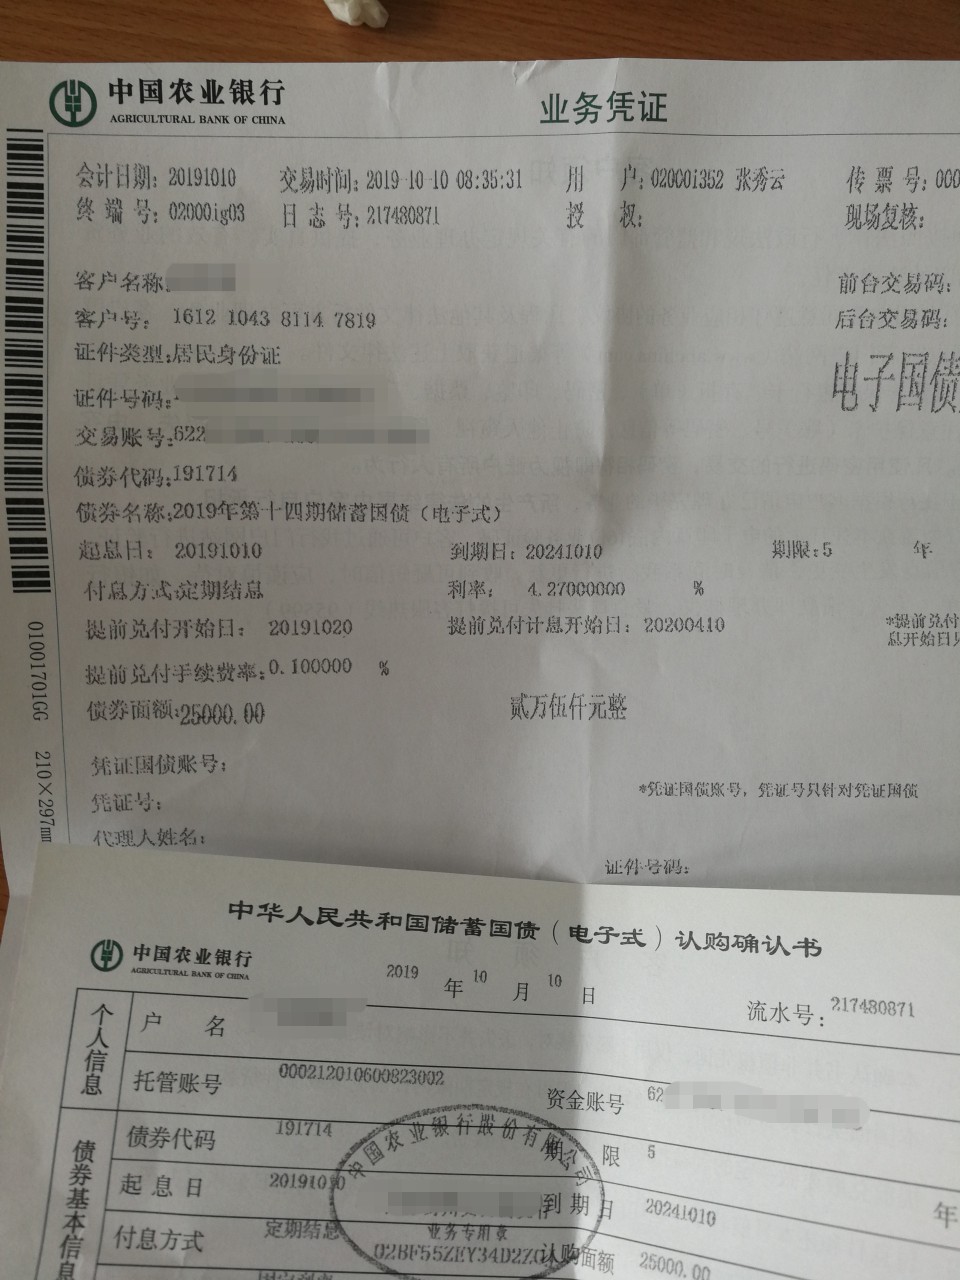 中国农业银行
AGRICULTURAL BANK OF CHINA
业务凭证
会计日期: 20191010 交易时间: 2019-10-10 08:35:31 用 户: 020001352 张秀云 传 票 号: 000
终 端 号: 02000ig03 日 志 号: 217480871 授 权: 现场复核:
客户名称: 前台交易码:
客户号: 1612 1043 8114 7819 后台交易码:
证件类型: 居民身份证
电子国债
证件号码:
交易账号: 622
债券代码: 191714
债券名称: 2019年第十四期储蓄国债（电子式）
起息日: 20191010 到期日: 20241010 期限: 5 年
付息方式: 定期结息 利率: 4.27000000 %
提前兑付开始日: 20191020 提前兑付计息开始日: 20200410 *提前兑付
息开始日只
提前兑付手续费率: 0.100000 %
债券面额: 25000.00 贰万伍仟元整
凭证国债账号:
*凭证国债账号，凭证号只针对凭证国债
凭证号:
代理人姓名:
证件号码:
01001701GG 210×297mm
中华人民共和国储蓄国债（电子式）认购确认书
中国农业银行
AGRICULTURAL BANK OF CHINA
2019 年 10 月 10 日 流水号: 217480871
个人信息
户 名
托管账号 000212010600823002 资金账号 62
债券基本信息
债券代码 191714 期 限 5 年
起 息 日 20191010 到 期 日 20241010
付息方式 定期结息 认购面额 25000.00
中国农业银行股份有限公司
业务专用章